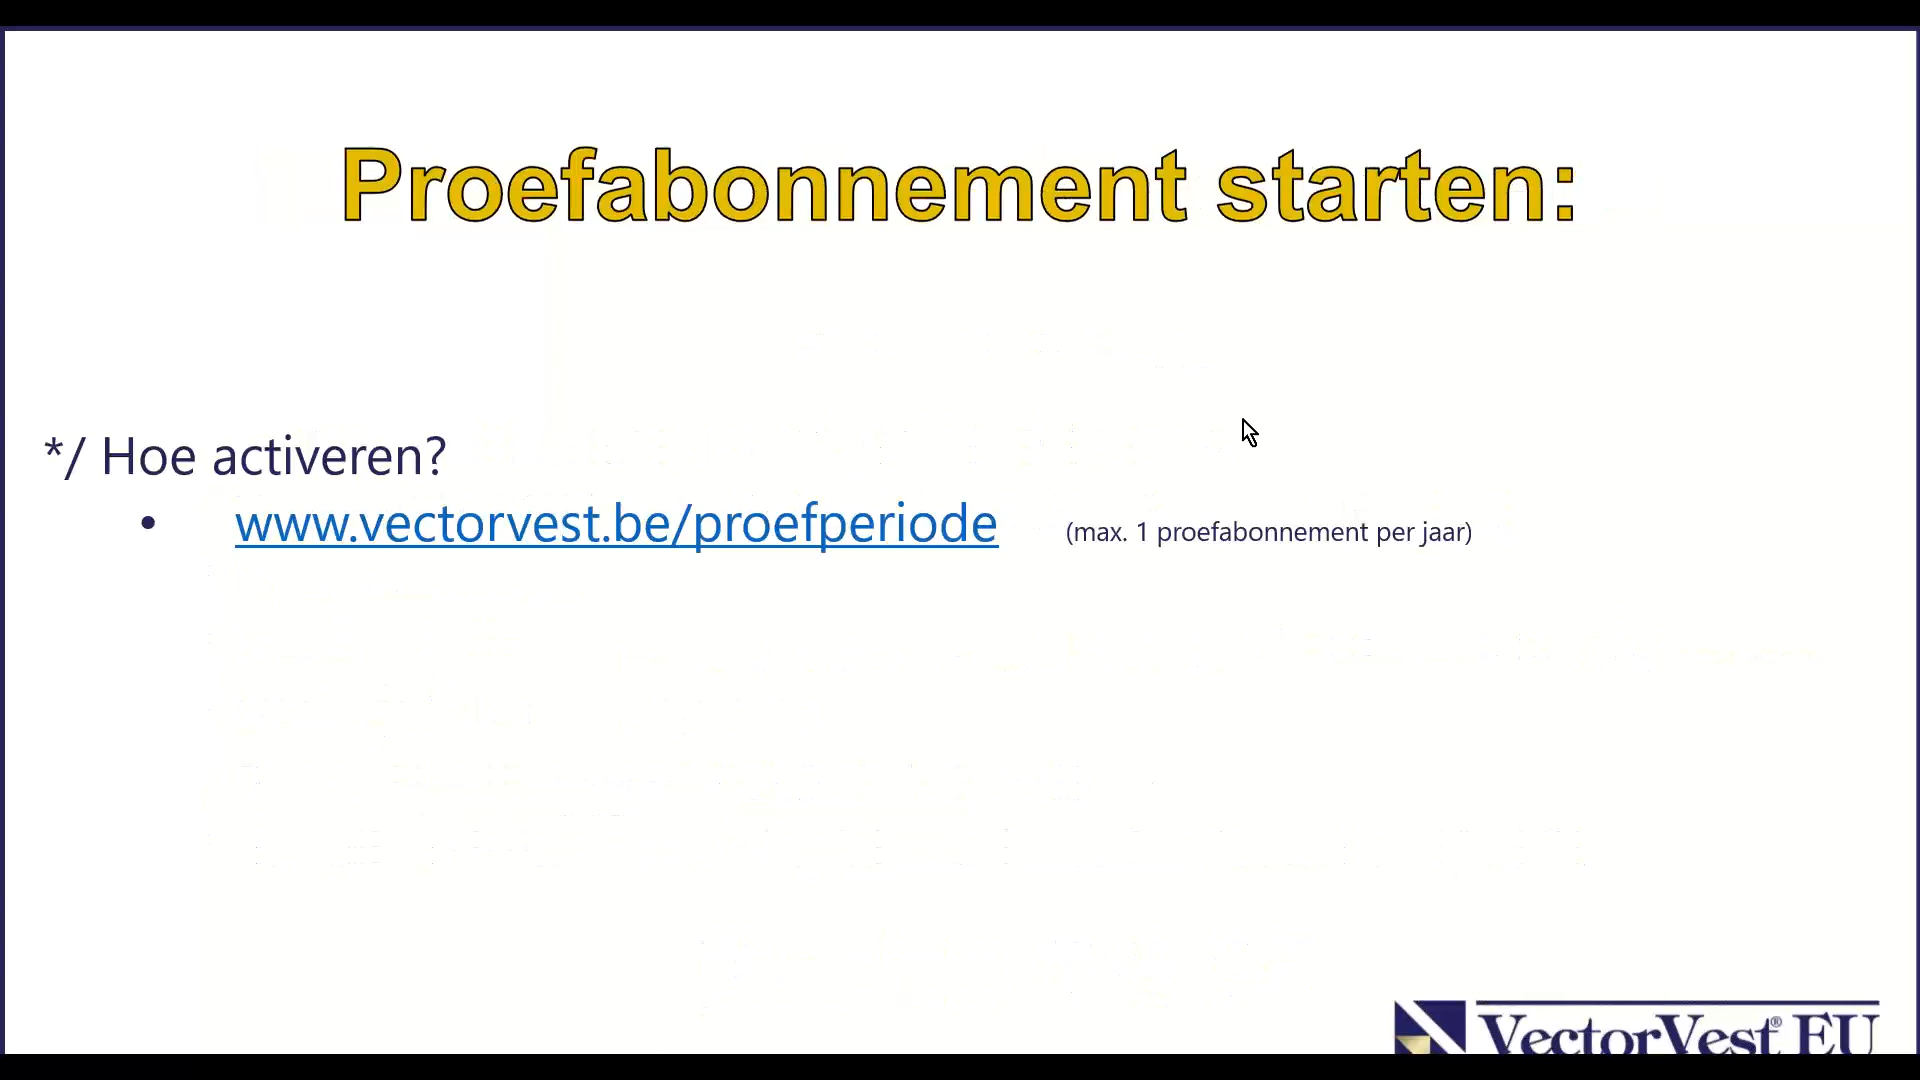 Proefabonnement starten:
*/ Hoe activeren?
• www.vectorvest.be/proefperiode (max. 1 proefabonnement per jaar)
VectorVest® EU